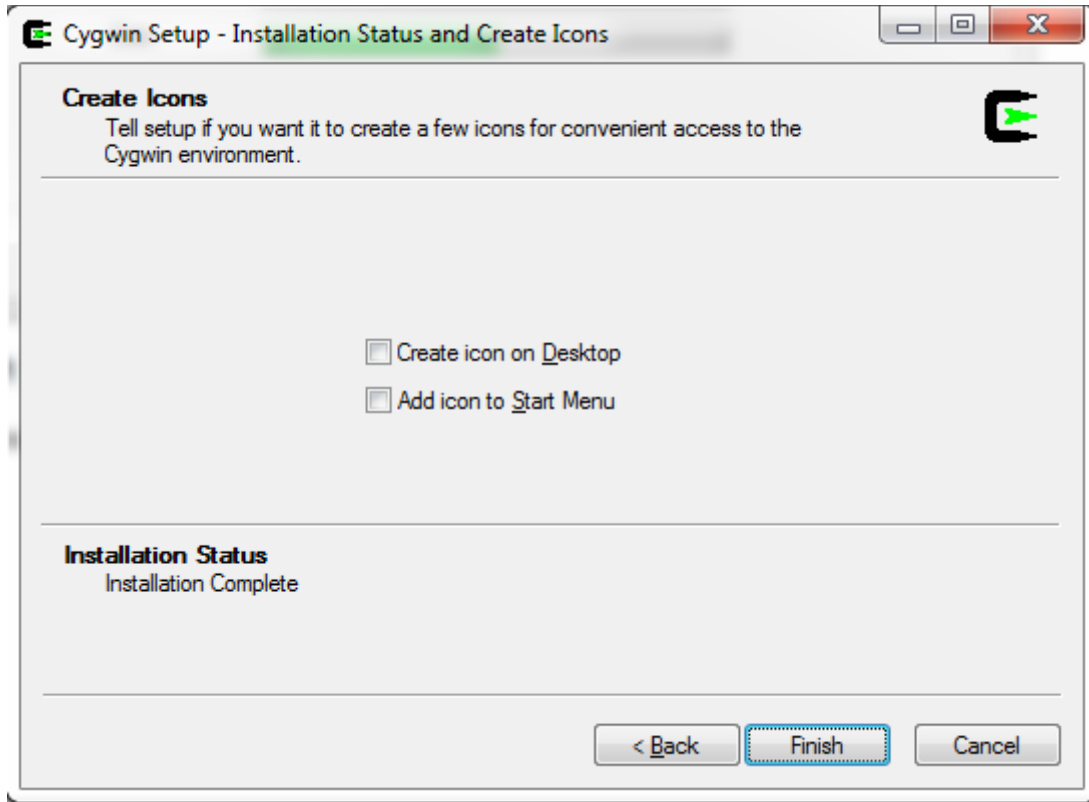 Cygwin Setup - Installation Status and Create Icons
Create Icons
Tell setup if you want it to create a few icons for convenient access to the
Cygwin environment.
Create icon on Desktop
Add icon to Start Menu
Installation Status
Installation Complete
< Back
Finish
Cancel